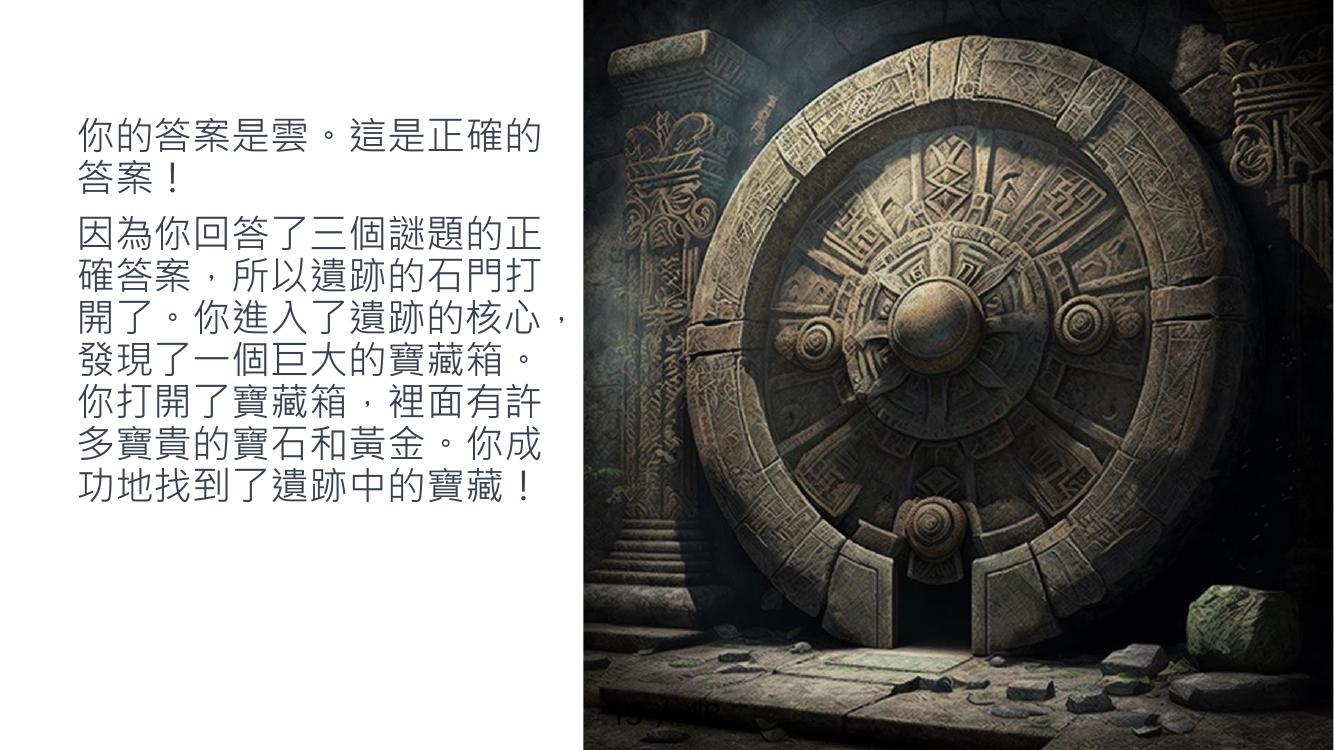 你的答案是雲。這是正確的
答案！
因為你回答了三個謎題的正
確答案，所以遺跡的石門打
開了。你進入了遺跡的核心，
發現了一個巨大的寶藏箱。
你打開了寶藏箱，裡面有許
多寶貴的寶石和黃金。你成
功地找到了遺跡中的寶藏！